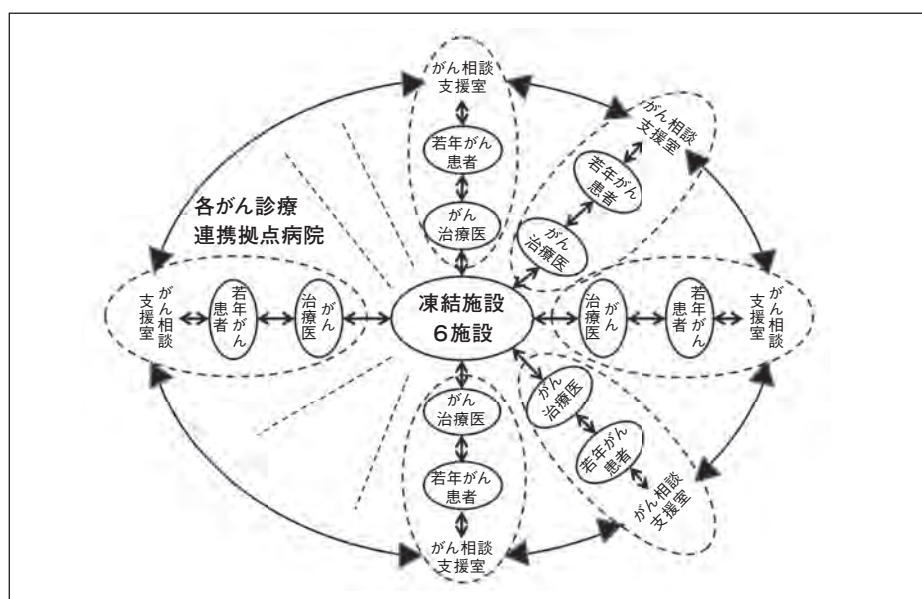 がん相談
支援室
若年がん
患者
がん
治療医
がん相談
支援室
若年がん
患者
がん
治療医
各がん診療
連携拠点病院
がん相談
支援室
若年がん
患者
がん
治療医
凍結施設
6施設
がん
治療医
若年がん
患者
がん相談
支援室
がん
治療医
若年がん
患者
がん相談
支援室
がん
治療医
若年がん
患者
がん相談
支援室